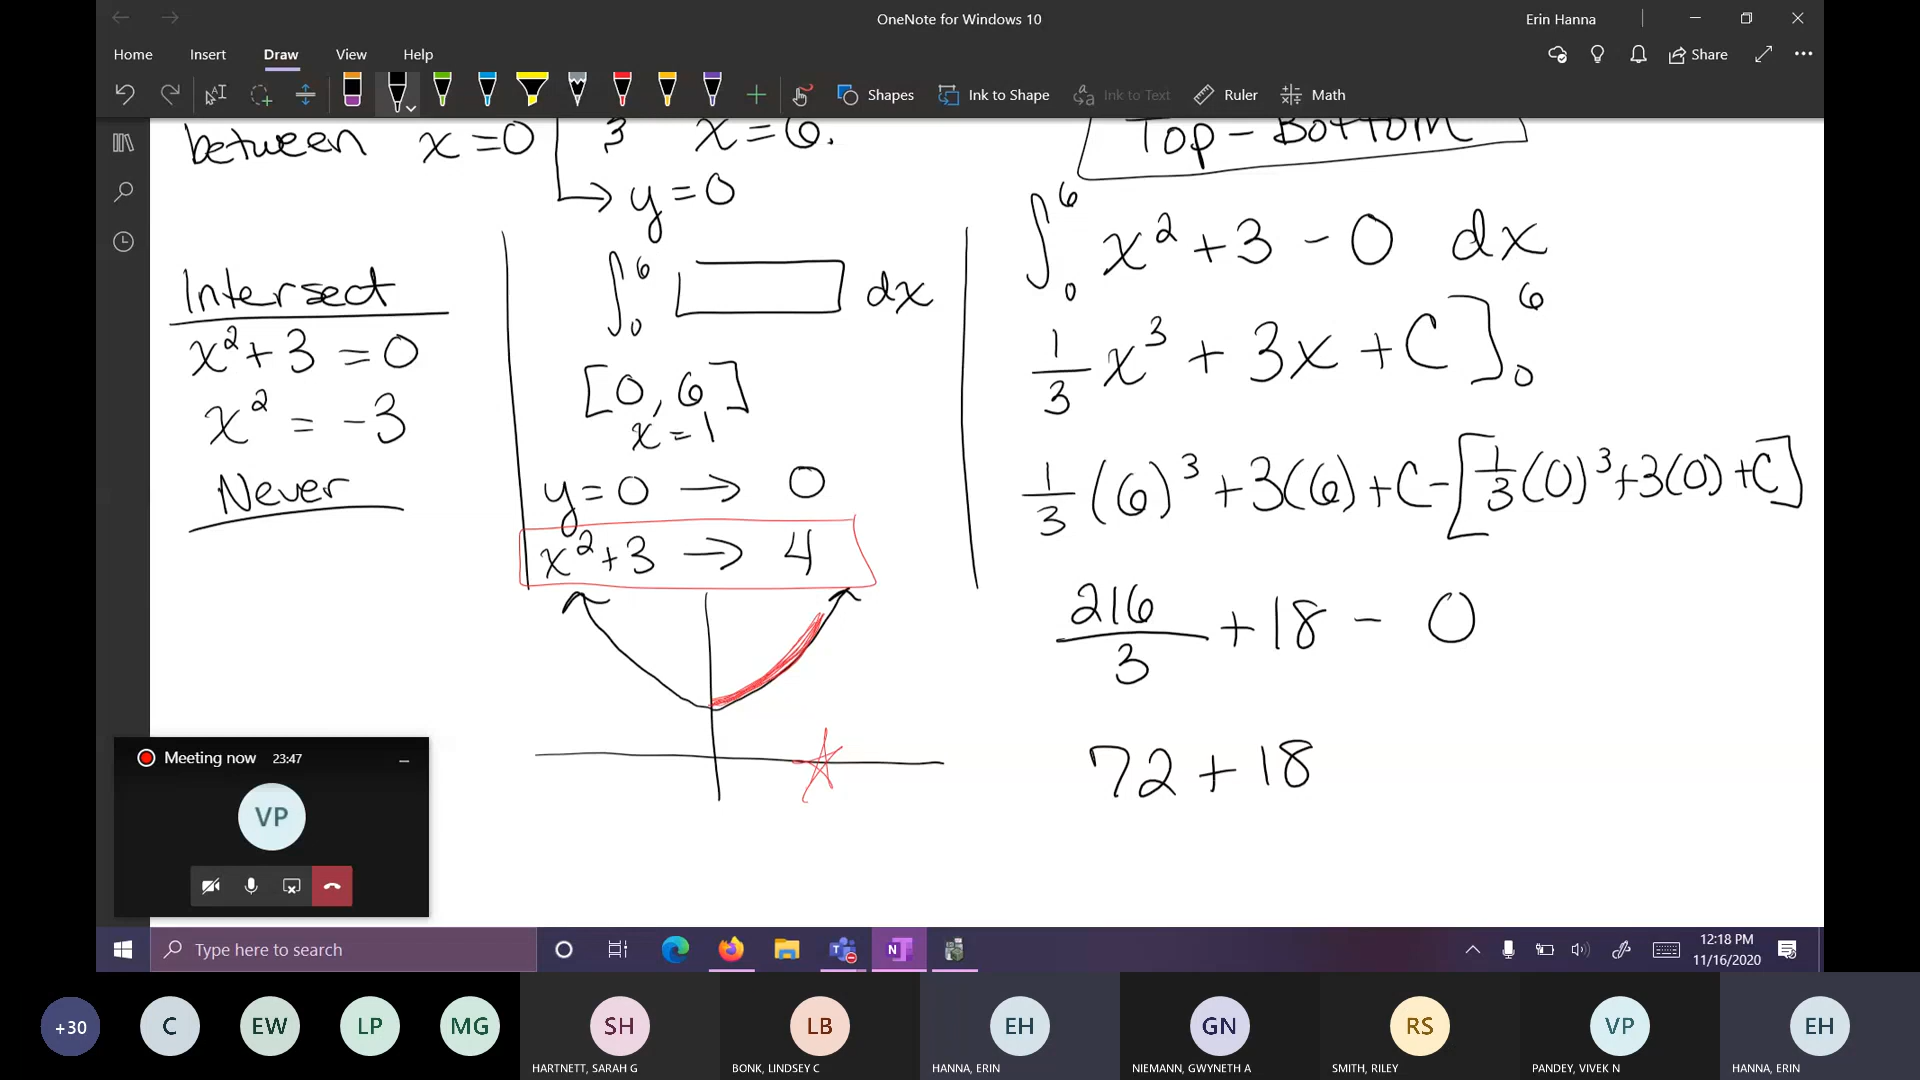 OneNote for Windows 10
Erin Hanna
Home Insert Draw View Help
Share
Shapes Ink to Shape Ink to Text Ruler Math
between x=0 3 x=6.
y=0
Intersect
x²+3=0
x²=-3
Never
∫₀⁶ dx
[0,6]
x=1
y=0 → 0
x²+3 → 4
Top-Bottom
∫₀⁶ x²+3-0 dx
1/3 x³+3x+C]₀⁶
1/3(6)³+3(6)+C-[1/3(0)³+3(0)+C]
216/3+18-0
72+18
Meeting now 23:47
VP
Type here to search
12:18 PM
11/16/2020
+30 C EW LP MG SH LB EH GN RS VP EH
HARTNETT, SARAH G BONK, LINDSEY C HANNA, ERIN NIEMANN, GWYNETH A SMITH, RILEY PANDEY, VIVEK N HANNA, ERIN